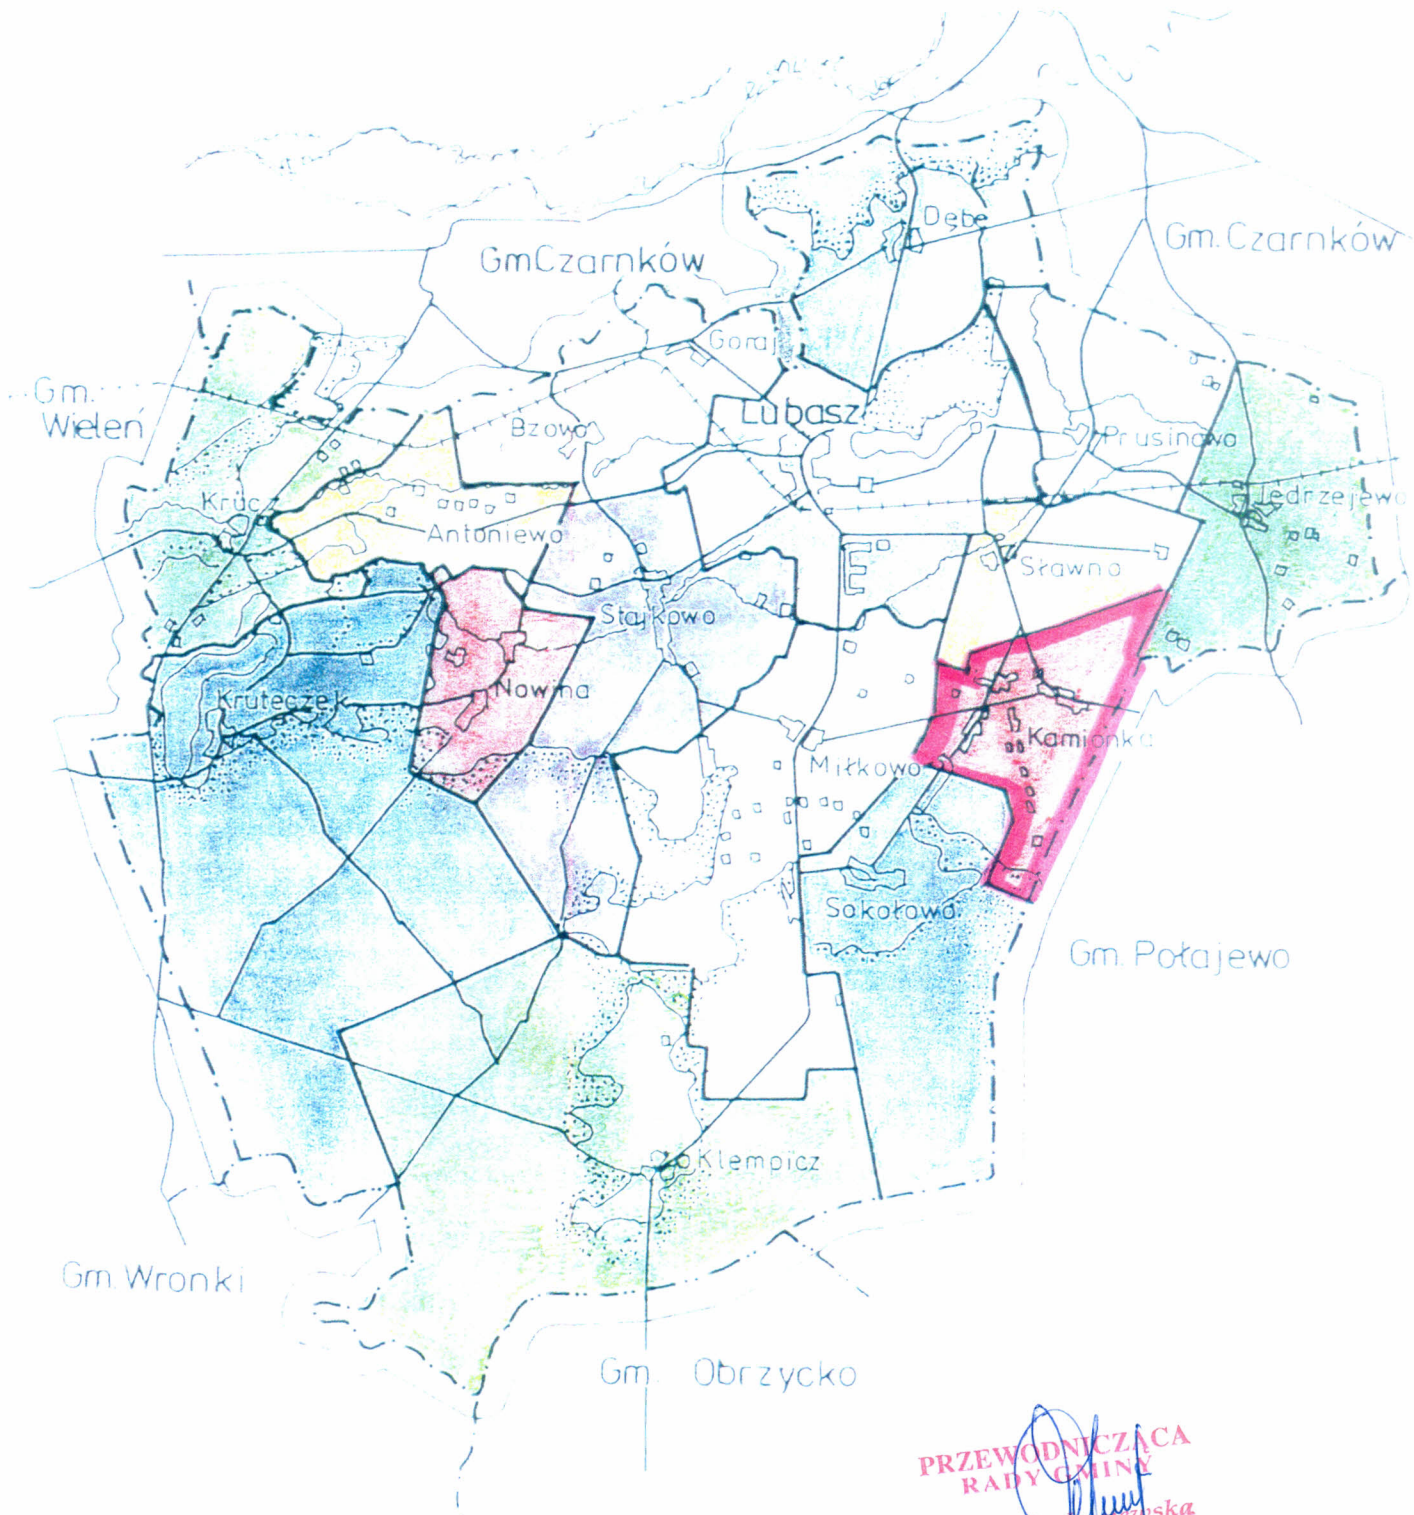 Dębe
Gm. Czarnków
GmCzarnków
Goraj
Gm.
Wieleń
Lubasz
Bzowo
Prusinowo
Kruc
Jędrzejewo
Antoniewo
Sławno
Stajkowo
Kruteczek
Nowina
Kamionka
Miłkowo
Sokołowo
Gm. Połajewo
Klempicz
Gm. Wronki
Gm. Obrzycko
PRZEWODNICZĄCA
RADY GMINY